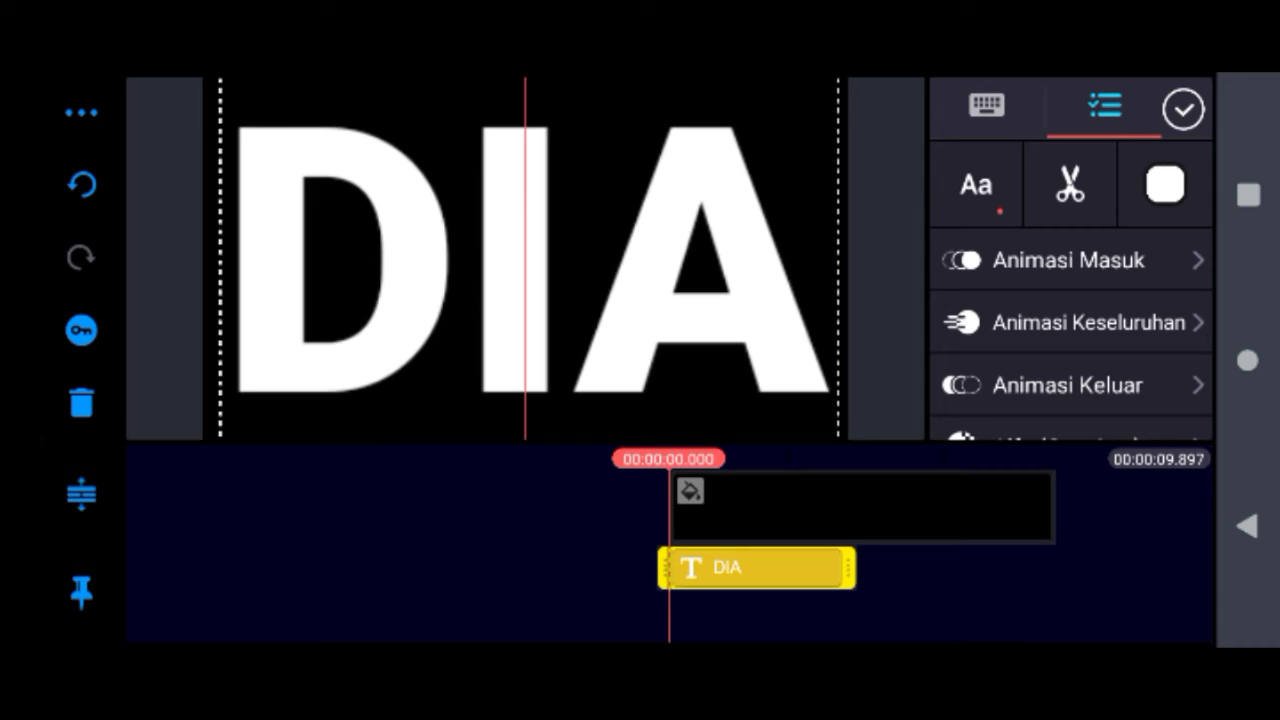 DIA
Aa
Animasi Masuk
Animasi Keseluruhan
Animasi Keluar
00:00:00.000
00:00:09.897
T DIA